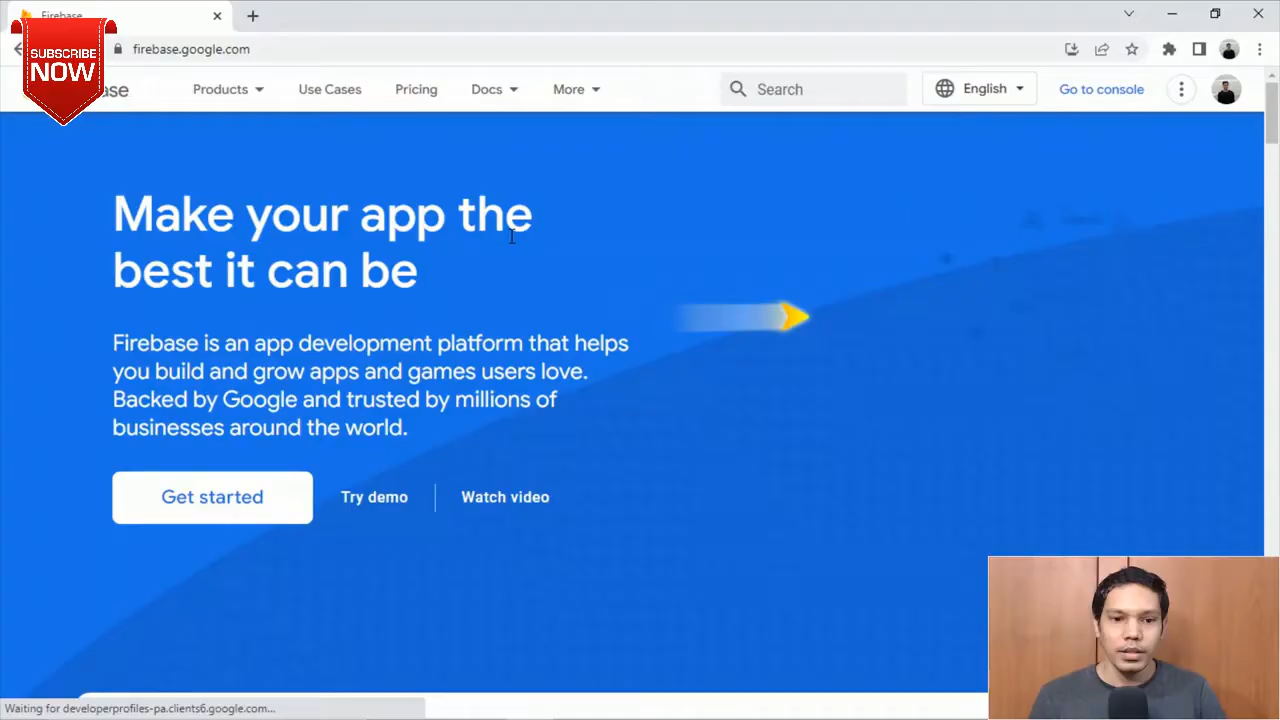 Firebase
SUBSCRIBE
NOW
firebase.google.com
ase
Products
Use Cases
Pricing
Docs
More
Search
English
Go to console
Make your app the
best it can be
Firebase is an app development platform that helps
you build and grow apps and games users love.
Backed by Google and trusted by millions of
businesses around the world.
Get started
Try demo
Watch video
Waiting for developerprofiles-pa.clients6.google.com...